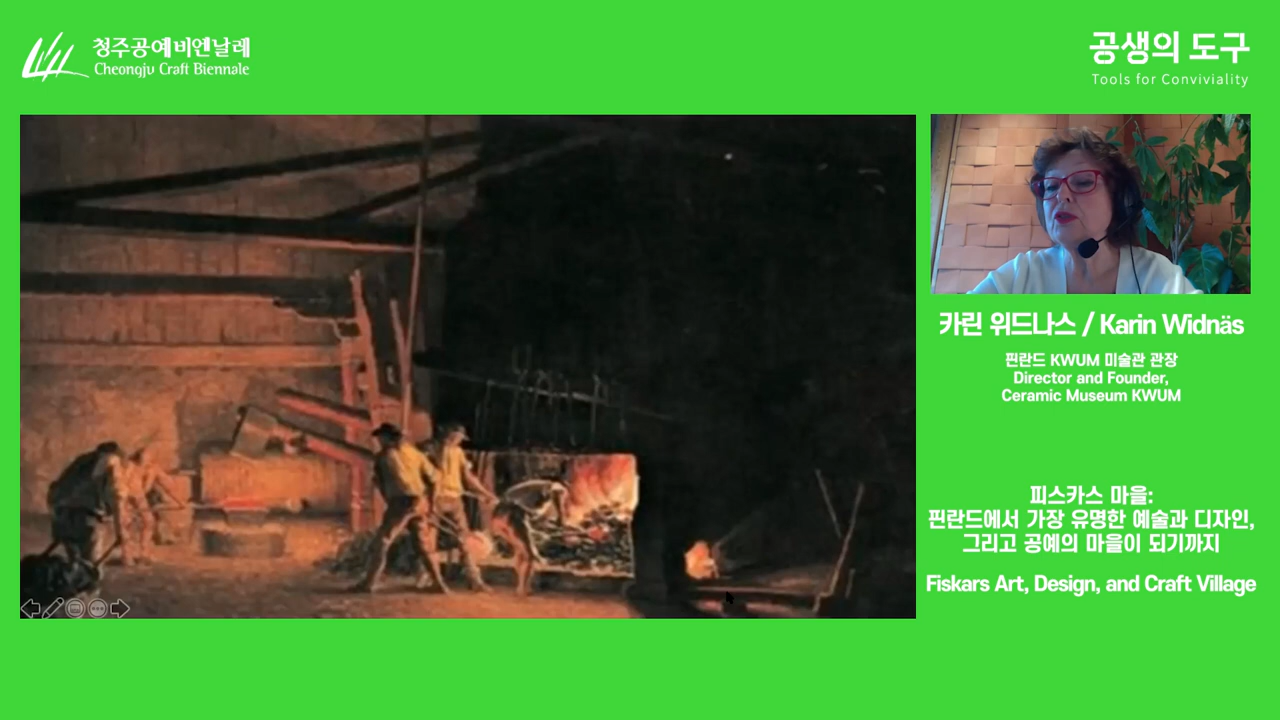 청주공예비엔날레
Cheongju Craft Biennale
공생의 도구
Tools for Conviviality
카린 위드나스 / Karin Widnäs
핀란드 KWUM 미술관 관장
Director and Founder,
Ceramic Museum KWUM
피스카스 마을:
핀란드에서 가장 유명한 예술과 디자인,
그리고 공예의 마을이 되기까지
Fiskars Art, Design, and Craft Village